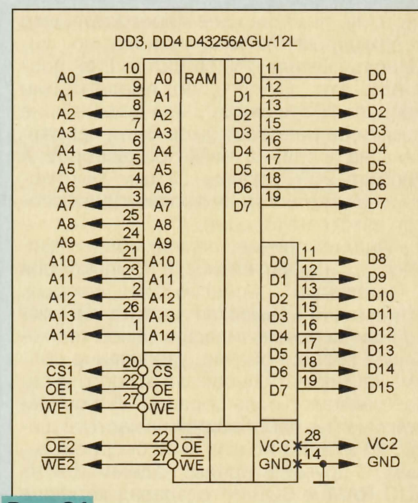 DD3, DD4 D43256AGU-12L
A0 10 A0 RAM D0 11 D0
A1 9 A1 D1 12 D1
A2 8 A2 D2 13 D2
A3 7 A3 D3 15 D3
A4 6 A4 D4 16 D4
A5 5 A5 D5 17 D5
A6 4 A6 D6 18 D6
A7 3 A7 D7 19 D7
A8 25 A8
A9 24 A9
A10 21 A10 D0 11 D8
A11 23 A11 D1 12 D9
A12 2 A12 D2 13 D10
A13 26 A13 D3 15 D11
A14 1 A14 D4 16 D12
D5 17 D13
CS1 20 CS D6 18 D14
OE1 22 OE D7 19 D15
WE1 27 WE
OE2 22 OE VCC 28 VC2
WE2 27 WE GND 14 GND